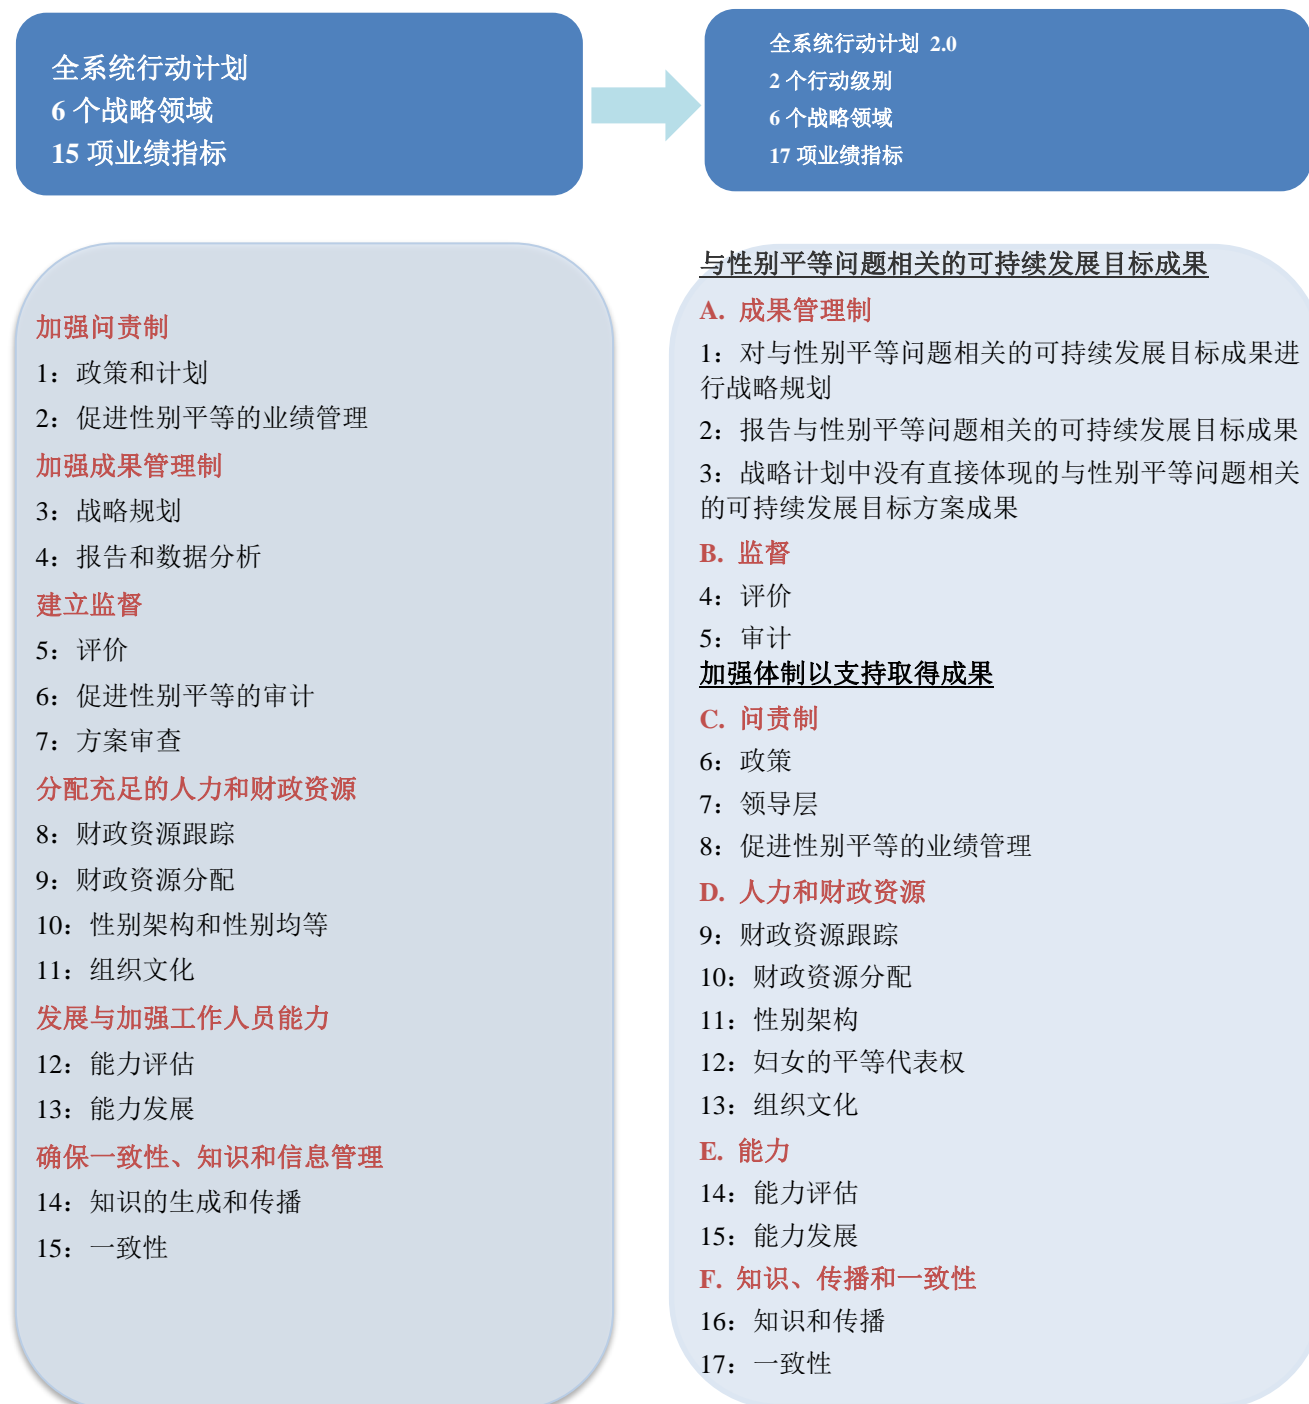 全系统行动计划
6 个战略领域
15 项业绩指标
全系统行动计划 2.0
2 个行动级别
6 个战略领域
17 项业绩指标
加强问责制
1：政策和计划
2：促进性别平等的业绩管理
加强成果管理制
3：战略规划
4：报告和数据分析
建立监督
5：评价
6：促进性别平等的审计
7：方案审查
分配充足的人力和财政资源
8：财政资源跟踪
9：财政资源分配
10：性别架构和性别均等
11：组织文化
发展与加强工作人员能力
12：能力评估
13：能力发展
确保一致性、知识和信息管理
14：知识的生成和传播
15：一致性
与性别平等问题相关的可持续发展目标成果
A. 成果管理制
1：对与性别平等问题相关的可持续发展目标成果进
行战略规划
2：报告与性别平等问题相关的可持续发展目标成果
3：战略计划中没有直接体现的与性别平等问题相关
的可持续发展目标方案成果
B. 监督
4：评价
5：审计
加强体制以支持取得成果
C. 问责制
6：政策
7：领导层
8：促进性别平等的业绩管理
D. 人力和财政资源
9：财政资源跟踪
10：财政资源分配
11：性别架构
12：妇女的平等代表权
13：组织文化
E. 能力
14：能力评估
15：能力发展
F. 知识、传播和一致性
16：知识和传播
17：一致性